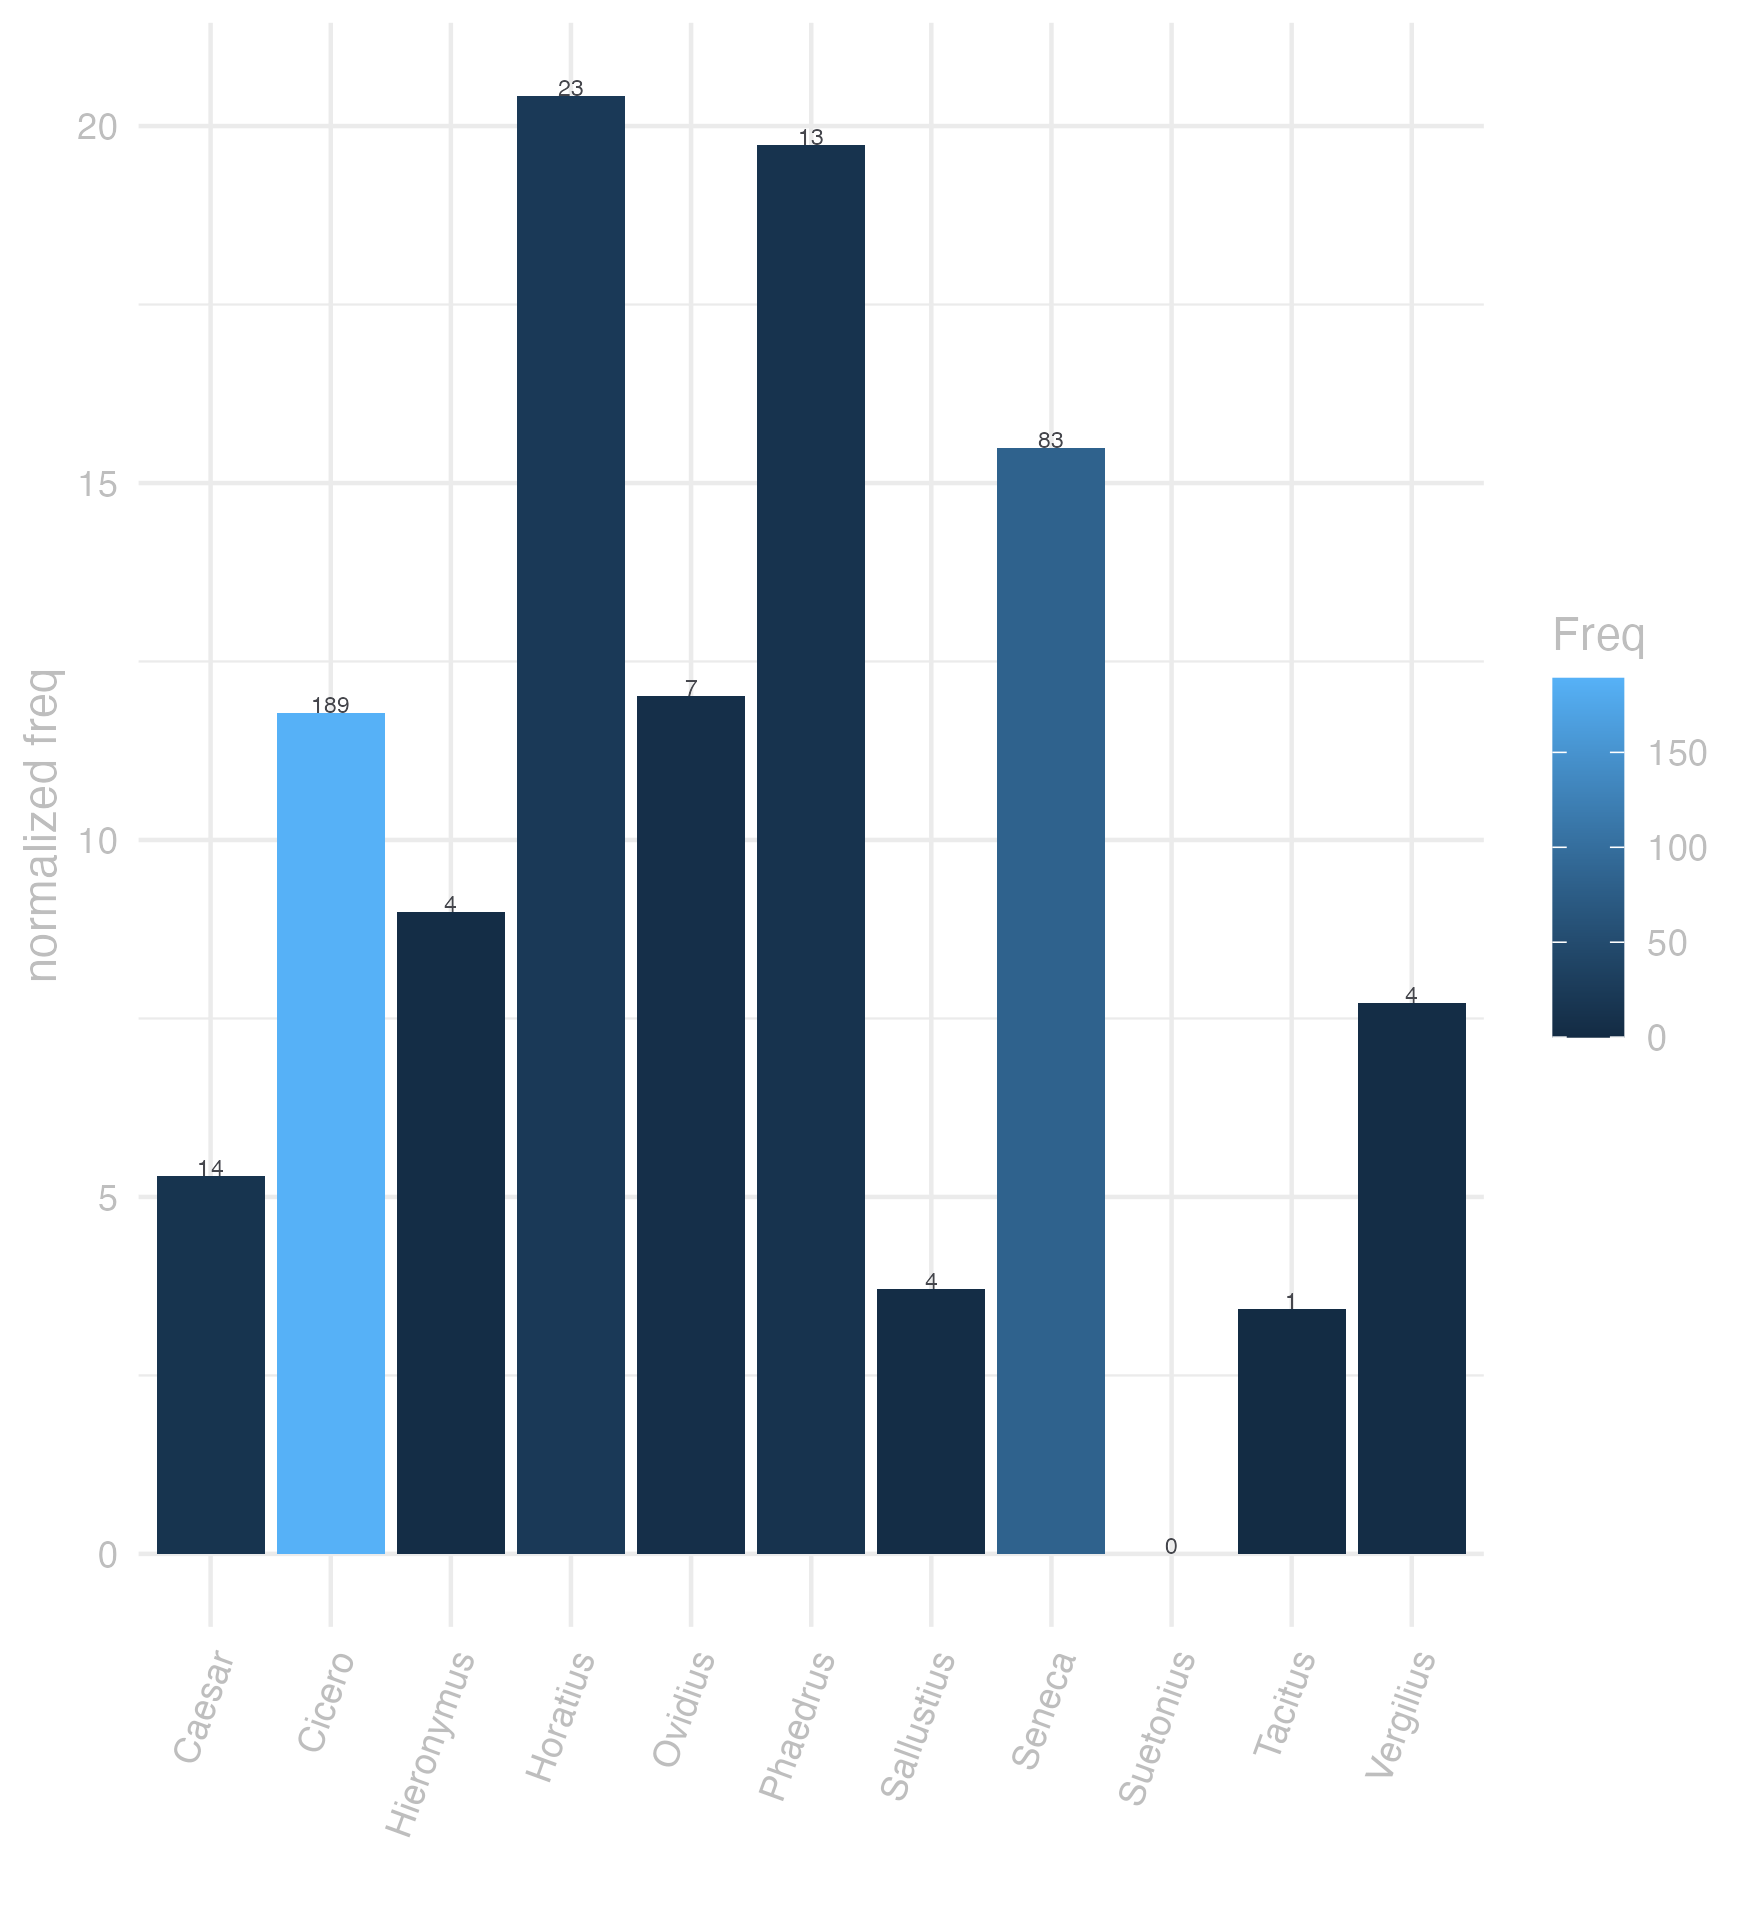 normalized freq
20
15
10
5
0
14
189
4
23
7
13
4
83
0
1
4
Caesar
Cicero
Hieronymus
Horatius
Ovidius
Phaedrus
Sallustius
Seneca
Suetonius
Tacitus
Vergilius
Freq
150
100
50
0